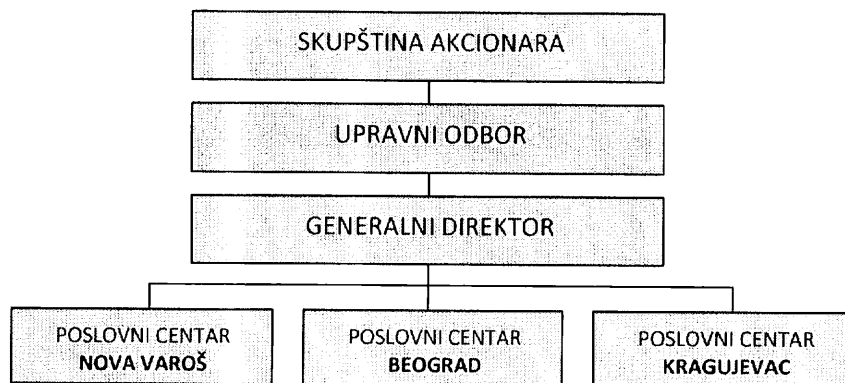 SKUPŠTINA AKCIONARA
UPRAVNI ODBOR
GENERALNI DIREKTOR
POSLOVNI CENTAR
NOVA VAROŠ
POSLOVNI CENTAR
BEOGRAD
POSLOVNI CENTAR
KRAGUJEVAC